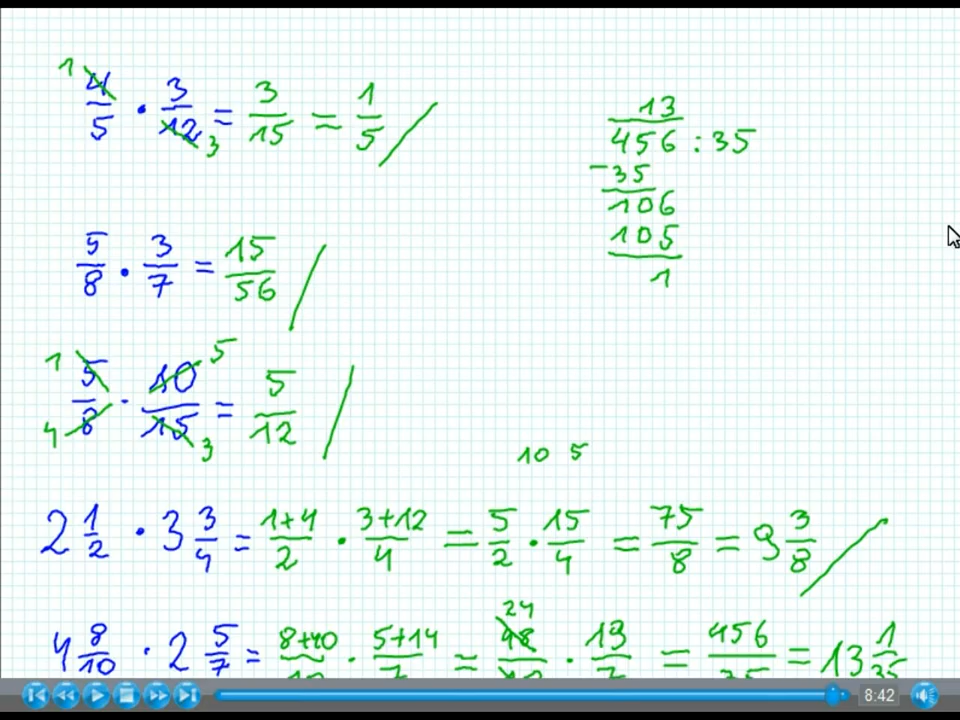 1 4/5 · 3/12 3 = 3/15 = 1/5
13
456 : 35
-35
106
105
1
5/8 · 3/7 = 15/56
1 5/8 4 · 10/15 5 3 = 5/12
10 5
2 1/2 · 3 3/4 = 1+4/2 · 3+12/4 = 5/2 · 15/4 = 75/8 = 9 3/8
24
4 8/10 · 2 5/7 = 8+40/10 · 5+14/7 = 48/10 · 19/7 = 456/35 = 13 1/35
8:42